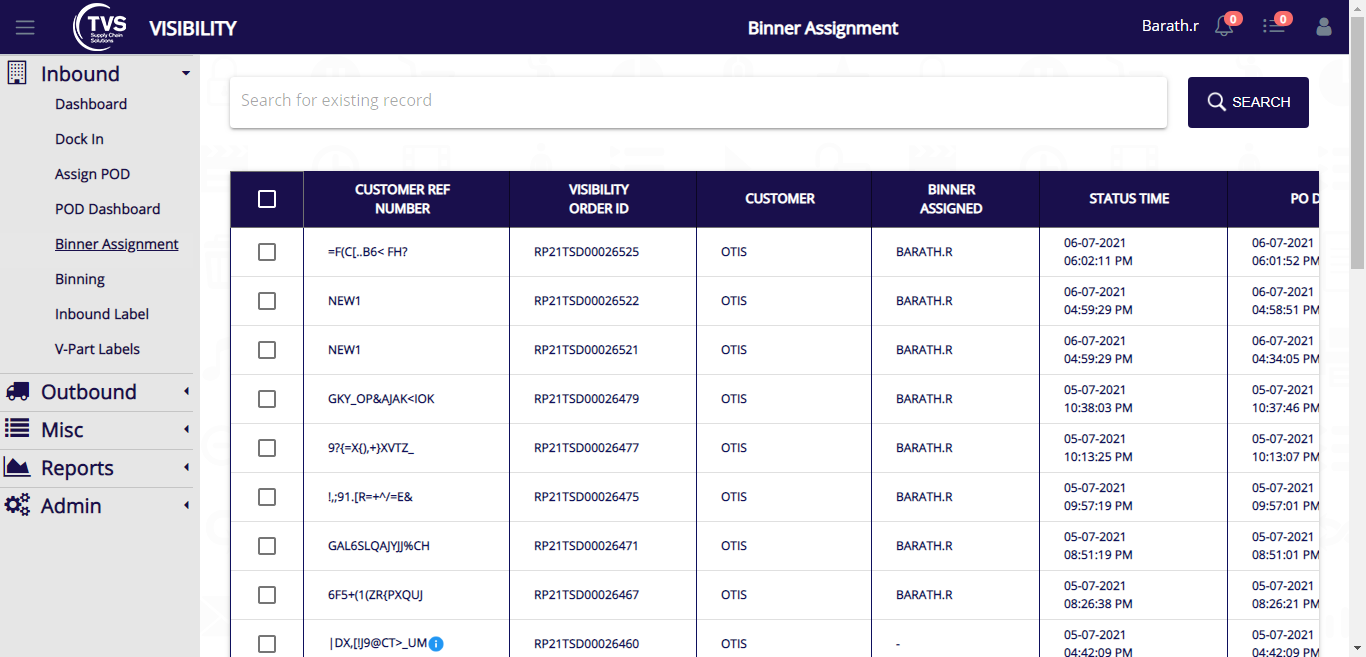 TVS
Supply Chain
Solutions
VISIBILITY
Binner Assignment
Barath.r
0
0
Inbound
Dashboard
Dock In
Assign POD
POD Dashboard
Binner Assignment
Binning
Inbound Label
V-Part Labels
Outbound
Misc
Reports
Admin
Search for existing record
SEARCH
CUSTOMER REF
NUMBER
VISIBILITY
ORDER ID
CUSTOMER
BINNER
ASSIGNED
STATUS TIME
PO D
=F(C[..B6< FH?
RP21TSD00026525
OTIS
BARATH.R
06-07-2021
06:02:11 PM
06-07-2021
06:01:52 PM
NEW1
RP21TSD00026522
OTIS
BARATH.R
06-07-2021
04:59:29 PM
06-07-2021
04:58:51 PM
NEW1
RP21TSD00026521
OTIS
BARATH.R
06-07-2021
04:59:29 PM
06-07-2021
04:34:05 PM
GKY_OP&AJAK<IOK
RP21TSD00026479
OTIS
BARATH.R
05-07-2021
10:38:03 PM
05-07-2021
10:37:46 PM
9?{=X{),+}XVTZ_
RP21TSD00026477
OTIS
BARATH.R
05-07-2021
10:13:25 PM
05-07-2021
10:13:07 PM
!,;91.[R=+^/=E&
RP21TSD00026475
OTIS
BARATH.R
05-07-2021
09:57:19 PM
05-07-2021
09:57:01 PM
GAL6SLQAJYJJ%CH
RP21TSD00026471
OTIS
BARATH.R
05-07-2021
08:51:19 PM
05-07-2021
08:51:01 PM
6F5+(1(ZR{PXQUJ
RP21TSD00026467
OTIS
BARATH.R
05-07-2021
08:26:38 PM
05-07-2021
08:26:21 PM
|DX,[!J9@CT>_UM
RP21TSD00026460
OTIS
-
05-07-2021
04:42:09 PM
05-07-2021
04:42:09 PM